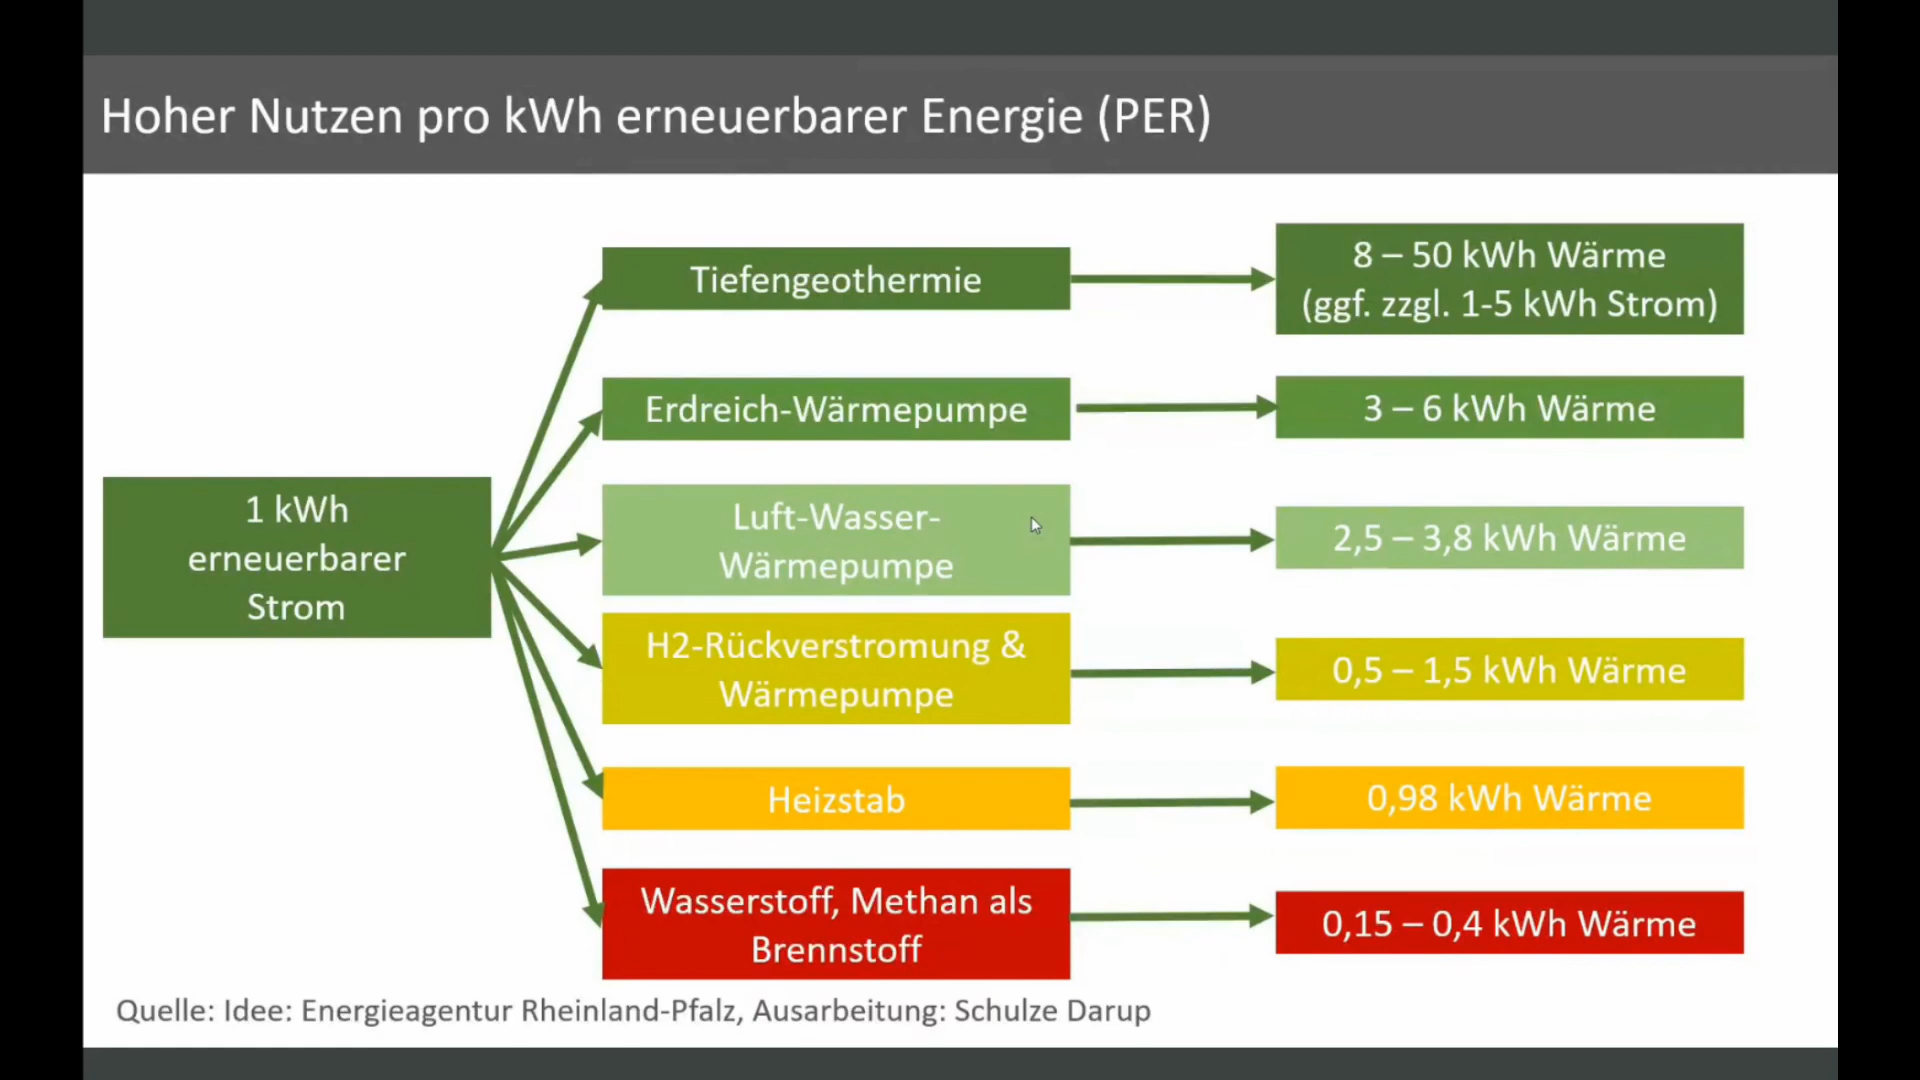 Hoher Nutzen pro kWh erneuerbarer Energie (PER)
1 kWh
erneuerbarer
Strom
Tiefengeothermie
8 – 50 kWh Wärme
(ggf. zzgl. 1-5 kWh Strom)
Erdreich-Wärmepumpe
3 – 6 kWh Wärme
Luft-Wasser-
Wärmepumpe
2,5 – 3,8 kWh Wärme
H2-Rückverstromung &
Wärmepumpe
0,5 – 1,5 kWh Wärme
Heizstab
0,98 kWh Wärme
Wasserstoff, Methan als
Brennstoff
0,15 – 0,4 kWh Wärme
Quelle: Idee: Energieagentur Rheinland-Pfalz, Ausarbeitung: Schulze Darup